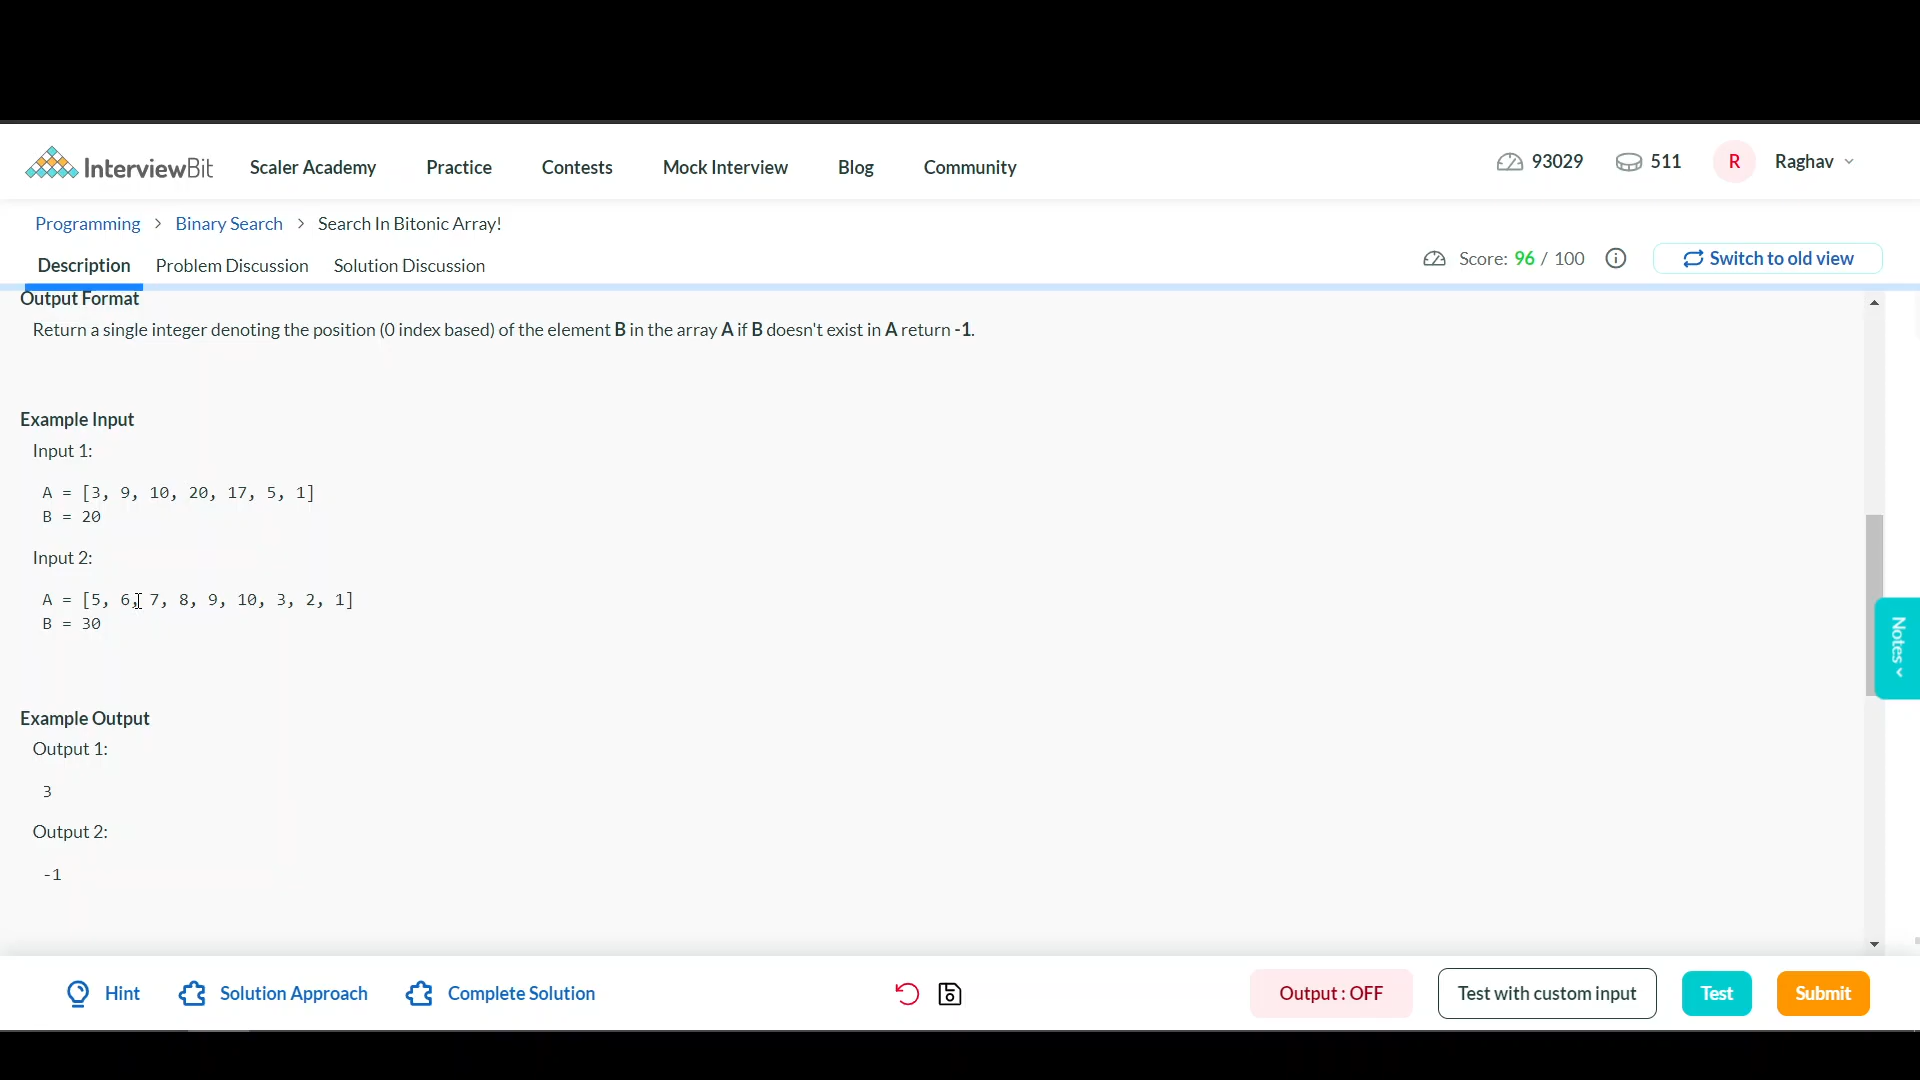 InterviewBit Scaler Academy Practice Contests Mock Interview Blog Community 93029 511 R Raghav
Programming > Binary Search > Search In Bitonic Array!
Description Problem Discussion Solution Discussion Score: 96 / 100 Switch to old view
Output Format
Return a single integer denoting the position (0 index based) of the element B in the array A if B doesn't exist in A return -1.
Example Input
Input 1:
A = [3, 9, 10, 20, 17, 5, 1]
B = 20
Input 2:
A = [5, 6, 7, 8, 9, 10, 3, 2, 1]
B = 30
Notes
Example Output
Output 1:
3
Output 2:
-1
Hint Solution Approach Complete Solution Output : OFF Test with custom input Test Submit